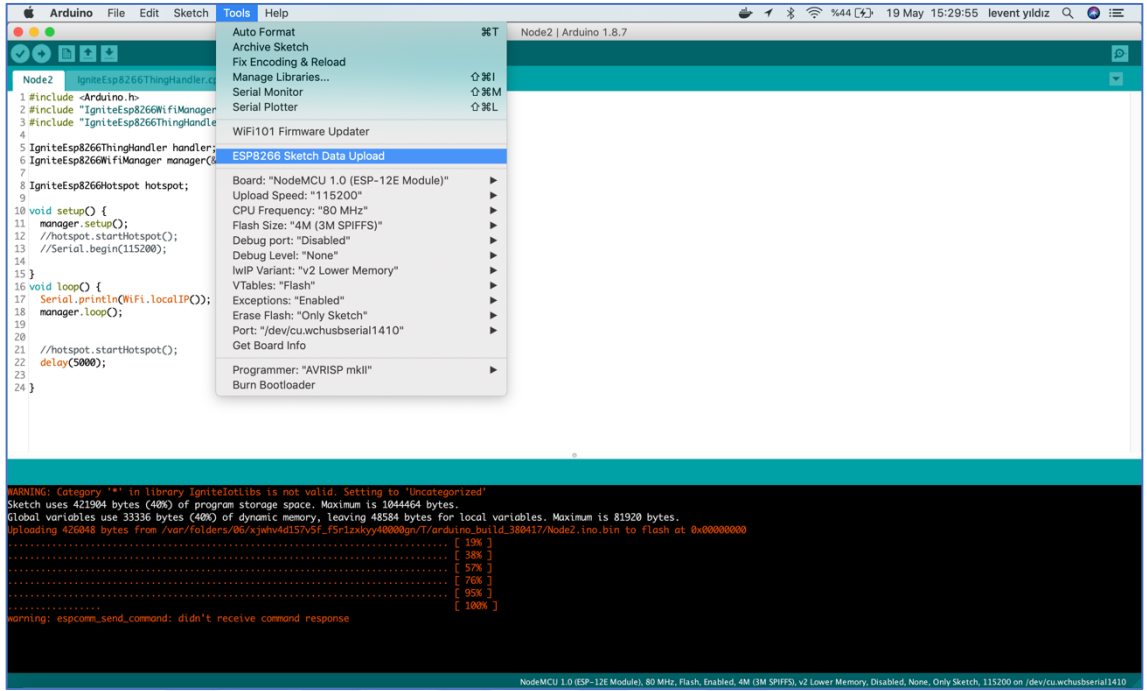 Arduino File Edit Sketch Tools Help %44 19 May 15:29:55 levent yıldız
Node2 | Arduino 1.8.7
Auto Format ⌘T
Archive Sketch
Fix Encoding & Reload
Manage Libraries... ⇧⌘I
Serial Monitor ⇧⌘M
Serial Plotter ⇧⌘L
WiFi101 Firmware Updater
ESP8266 Sketch Data Upload
Board: "NodeMCU 1.0 (ESP-12E Module)"
Upload Speed: "115200"
CPU Frequency: "80 MHz"
Flash Size: "4M (3M SPIFFS)"
Debug port: "Disabled"
Debug Level: "None"
lwIP Variant: "v2 Lower Memory"
VTables: "Flash"
Exceptions: "Enabled"
Erase Flash: "Only Sketch"
Port: "/dev/cu.wchusbserial1410"
Get Board Info
Programmer: "AVRISP mkII"
Burn Bootloader
Node2 IgniteEsp8266ThingHandler.cp
1 #include <Arduino.h>
2 #include "IgniteEsp8266WifiManager
3 #include "IgniteEsp8266ThingHandle
4
5 IgniteEsp8266ThingHandler handler;
6 IgniteEsp8266WifiManager manager(&
7
8 IgniteEsp8266Hotspot hotspot;
9
10 void setup() {
11 manager.setup();
12 //hotspot.startHotspot();
13 //Serial.begin(115200);
14
15 }
16 void loop() {
17 Serial.println(WiFi.localIP());
18 manager.loop();
19
20
21 //hotspot.startHotspot();
22 delay(5000);
23
24 }
WARNING: Category '*' in library IgniteIotLibs is not valid. Setting to 'Uncategorized'
Sketch uses 421904 bytes (40%) of program storage space. Maximum is 1044464 bytes.
Global variables use 33336 bytes (40%) of dynamic memory, leaving 48584 bytes for local variables. Maximum is 81920 bytes.
Uploading 426048 bytes from /var/folders/06/xjwhv4d157v5f_f5r1zxkyy40000gn/T/arduino_build_380417/Node2.ino.bin to flash at 0x00000000
................................................................................ [ 19% ]
................................................................................ [ 38% ]
................................................................................ [ 57% ]
................................................................................ [ 76% ]
................................................................................ [ 95% ]
................. [ 100% ]
warning: espcomm_send_command: didn't receive command response
NodeMCU 1.0 (ESP-12E Module), 80 MHz, Flash, Enabled, 4M (3M SPIFFS), v2 Lower Memory, Disabled, None, Only Sketch, 115200 on /dev/cu.wchusbserial1410